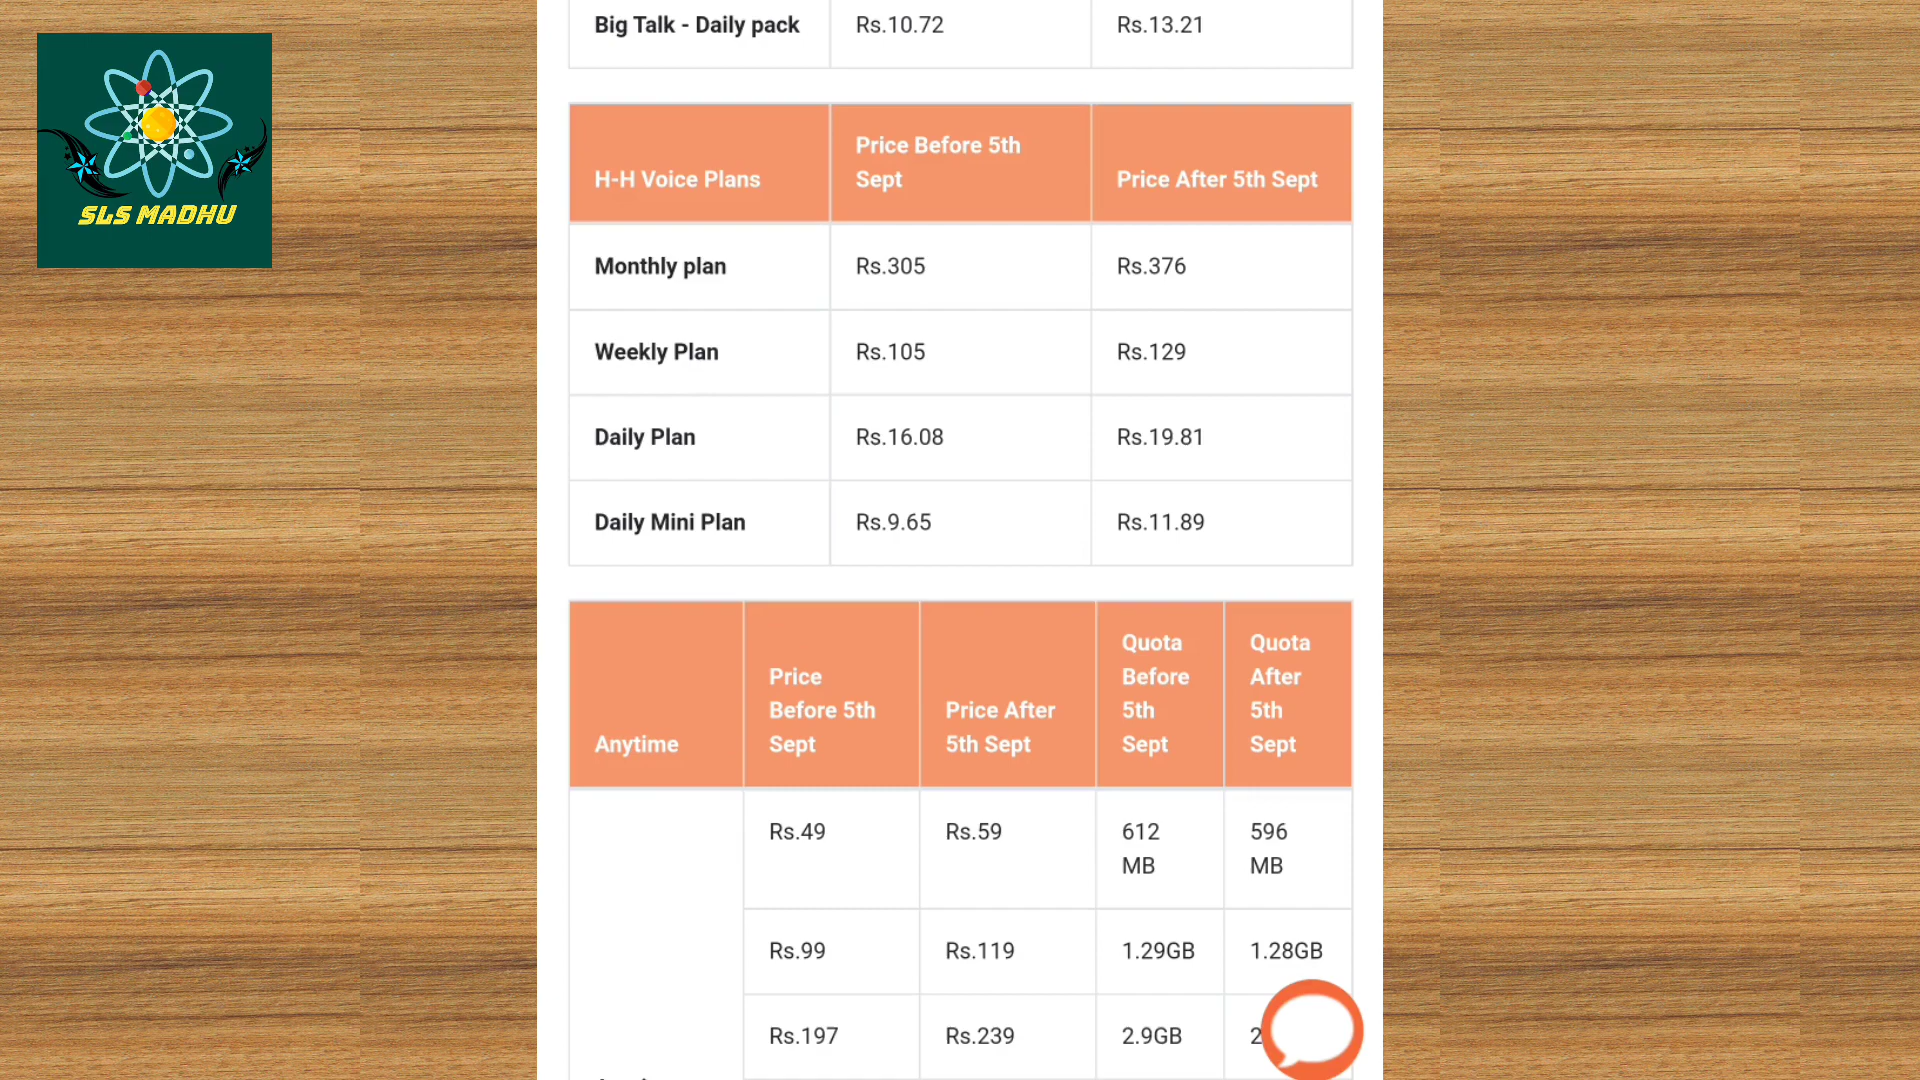 SLS MADHU
Big Talk - Daily pack Rs.10.72 Rs.13.21
H-H Voice Plans Price Before 5th Sept Price After 5th Sept
Monthly plan Rs.305 Rs.376
Weekly Plan Rs.105 Rs.129
Daily Plan Rs.16.08 Rs.19.81
Daily Mini Plan Rs.9.65 Rs.11.89
Anytime Price Before 5th Sept Price After 5th Sept Quota Before 5th Sept Quota After 5th Sept
Rs.49 Rs.59 612 MB 596 MB
Rs.99 Rs.119 1.29GB 1.28GB
Rs.197 Rs.239 2.9GB